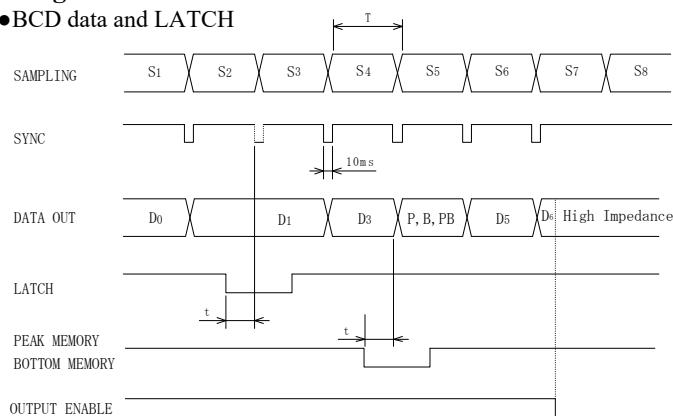 ●BCD data and LATCH
T
SAMPLING S1 S2 S3 S4 S5 S6 S7 S8
SYNC
10ms
DATA OUT D0 D1 D3 P, B, PB D5 D6 High Impedance
LATCH
t
t
PEAK MEMORY
BOTTOM MEMORY
OUTPUT ENABLE